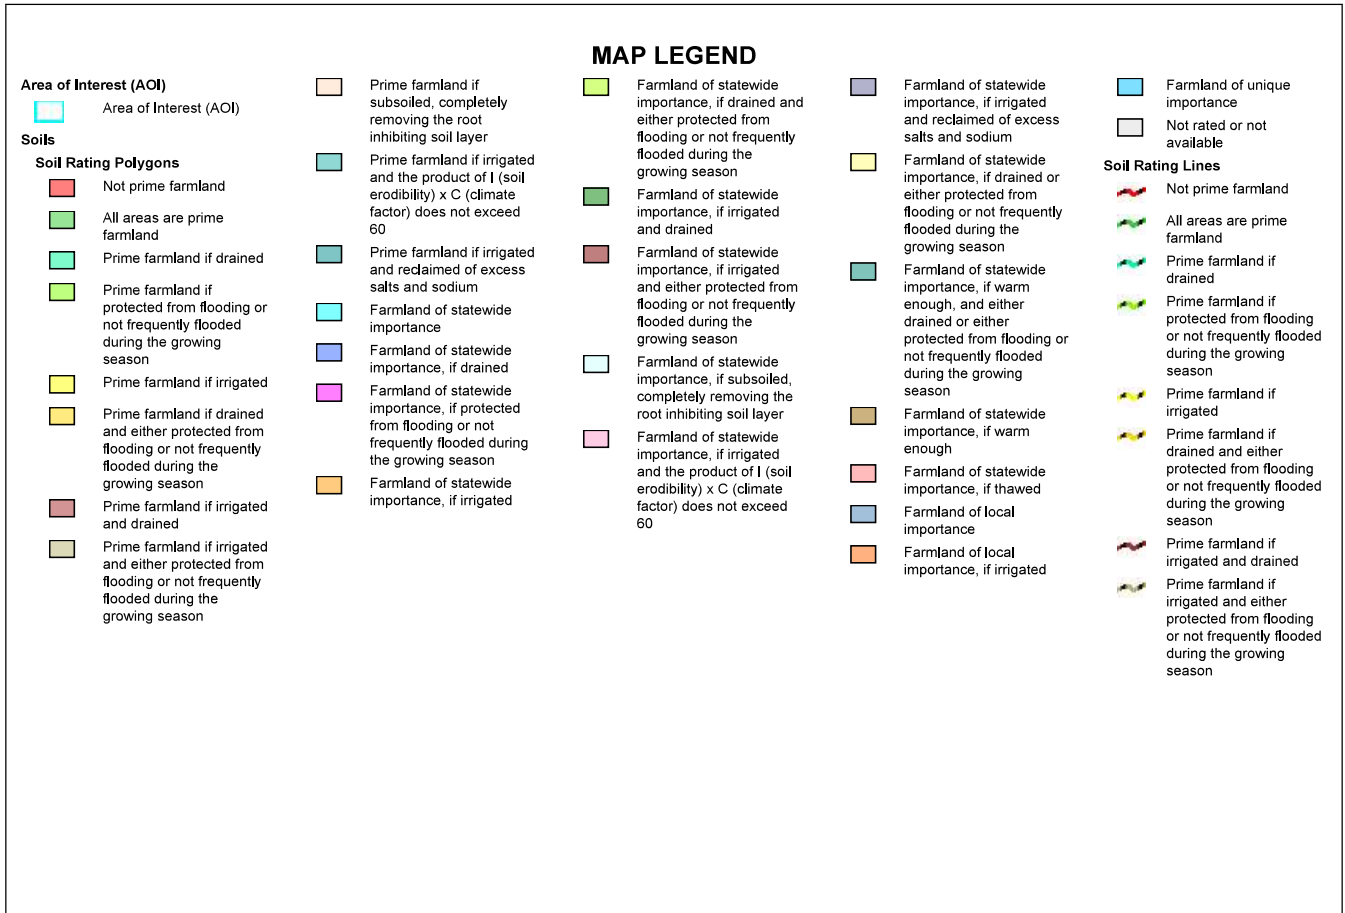 MAP LEGEND
Area of Interest (AOI)
Area of Interest (AOI)
Soils
Soil Rating Polygons
Not prime farmland
All areas are prime
farmland
Prime farmland if drained
Prime farmland if
protected from flooding or
not frequently flooded
during the growing
season
Prime farmland if irrigated
Prime farmland if drained
and either protected from
flooding or not frequently
flooded during the
growing season
Prime farmland if irrigated
and drained
Prime farmland if irrigated
and either protected from
flooding or not frequently
flooded during the
growing season
Prime farmland if
subsoiled, completely
removing the root
inhibiting soil layer
Prime farmland if irrigated
and the product of I (soil
erodibility) x C (climate
factor) does not exceed
60
Prime farmland if irrigated
and reclaimed of excess
salts and sodium
Farmland of statewide
importance
Farmland of statewide
importance, if drained
Farmland of statewide
importance, if protected
from flooding or not
frequently flooded during
the growing season
Farmland of statewide
importance, if irrigated
Farmland of statewide
importance, if drained and
either protected from
flooding or not frequently
flooded during the
growing season
Farmland of statewide
importance, if irrigated
and drained
Farmland of statewide
importance, if irrigated
and either protected from
flooding or not frequently
flooded during the
growing season
Farmland of statewide
importance, if subsoiled,
completely removing the
root inhibiting soil layer
Farmland of statewide
importance, if irrigated
and the product of I (soil
erodibility) x C (climate
factor) does not exceed
60
Farmland of statewide
importance, if irrigated
and reclaimed of excess
salts and sodium
Farmland of statewide
importance, if drained or
either protected from
flooding or not frequently
flooded during the
growing season
Farmland of statewide
importance, if warm
enough, and either
drained or either
protected from flooding or
not frequently flooded
during the growing
season
Farmland of statewide
importance, if warm
enough
Farmland of statewide
importance, if thawed
Farmland of local
importance
Farmland of local
importance, if irrigated
Farmland of unique
importance
Not rated or not
available
Soil Rating Lines
Not prime farmland
All areas are prime
farmland
Prime farmland if
drained
Prime farmland if
protected from flooding
or not frequently flooded
during the growing
season
Prime farmland if
irrigated
Prime farmland if
drained and either
protected from flooding
or not frequently flooded
during the growing
season
Prime farmland if
irrigated and drained
Prime farmland if
irrigated and either
protected from flooding
or not frequently flooded
during the growing
season